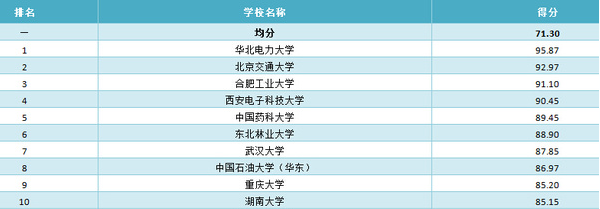 排名 学校名称 得分
— 均分 71.30
1 华北电力大学 95.87
2 北京交通大学 92.97
3 合肥工业大学 91.10
4 西安电子科技大学 90.45
5 中国药科大学 89.45
6 东北林业大学 88.90
7 武汉大学 87.85
8 中国石油大学（华东） 86.97
9 重庆大学 85.20
10 湖南大学 85.15